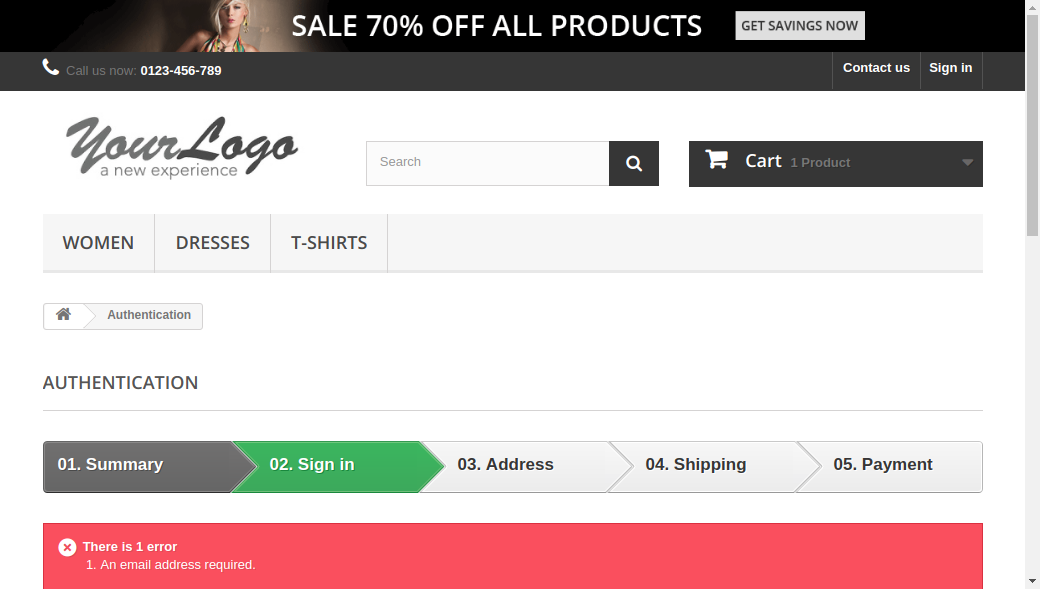 SALE 70% OFF ALL PRODUCTS GET SAVINGS NOW
Call us now: 0123-456-789 Contact us Sign in
YourLogo
a new experience
Search
Cart 1 Product
WOMEN DRESSES T-SHIRTS
Authentication
AUTHENTICATION
01. Summary 02. Sign in 03. Address 04. Shipping 05. Payment
There is 1 error
1. An email address required.